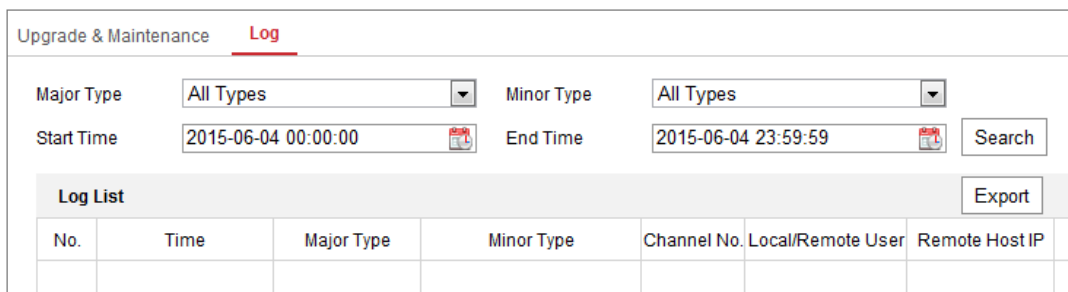 Upgrade & Maintenance Log
Major Type All Types Minor Type All Types
Start Time 2015-06-04 00:00:00 End Time 2015-06-04 23:59:59 Search
Log List Export
No. Time Major Type Minor Type Channel No. Local/Remote User Remote Host IP